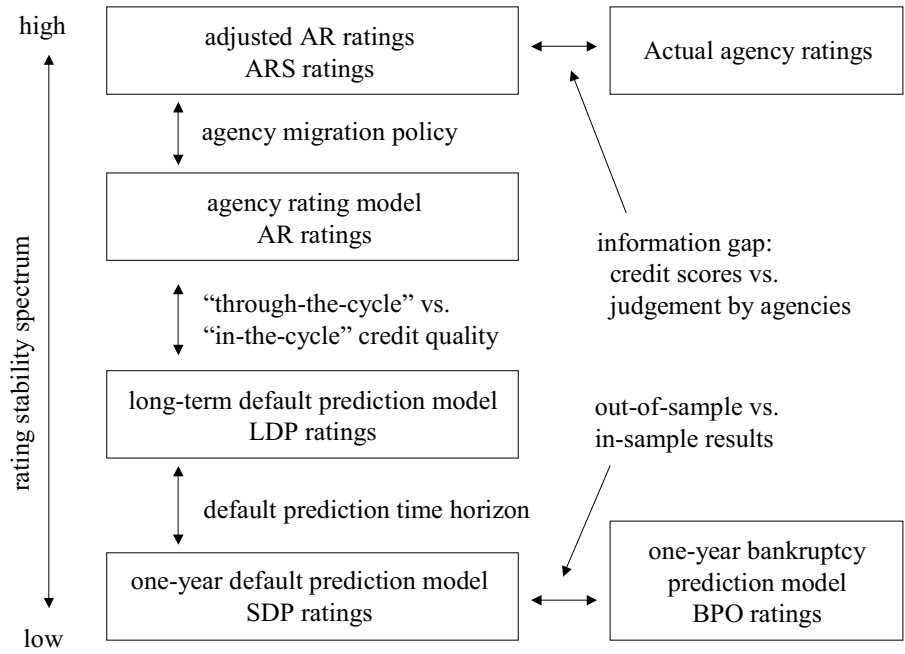 high
adjusted AR ratings
ARS ratings
Actual agency ratings
agency migration policy
agency rating model
AR ratings
information gap:
credit scores vs.
judgement by agencies
“through-the-cycle” vs.
“in-the-cycle” credit quality
rating stability spectrum
long-term default prediction model
LDP ratings
out-of-sample vs.
in-sample results
default prediction time horizon
one-year default prediction model
SDP ratings
one-year bankruptcy
prediction model
BPO ratings
low